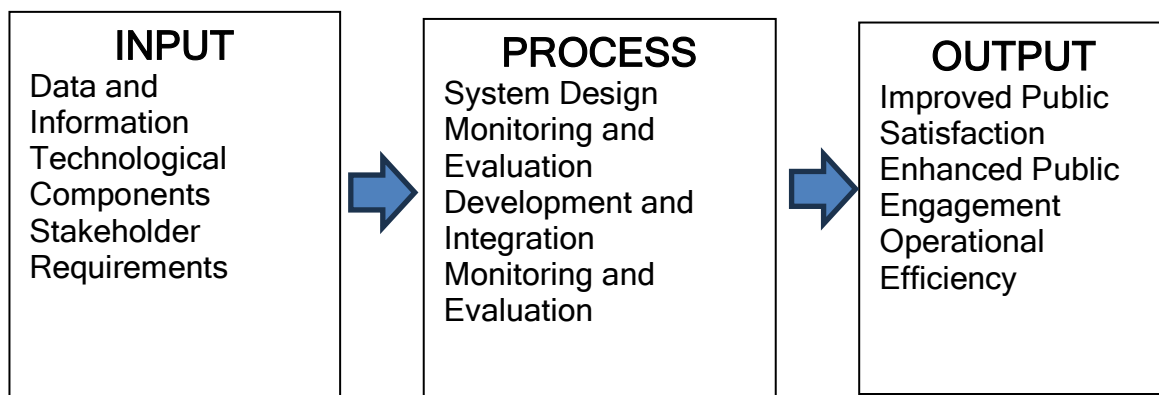 INPUT
Data and
Information
Technological
Components
Stakeholder
Requirements
PROCESS
System Design
Monitoring and
Evaluation
Development and
Integration
Monitoring and
Evaluation
OUTPUT
Improved Public
Satisfaction
Enhanced Public
Engagement
Operational
Efficiency